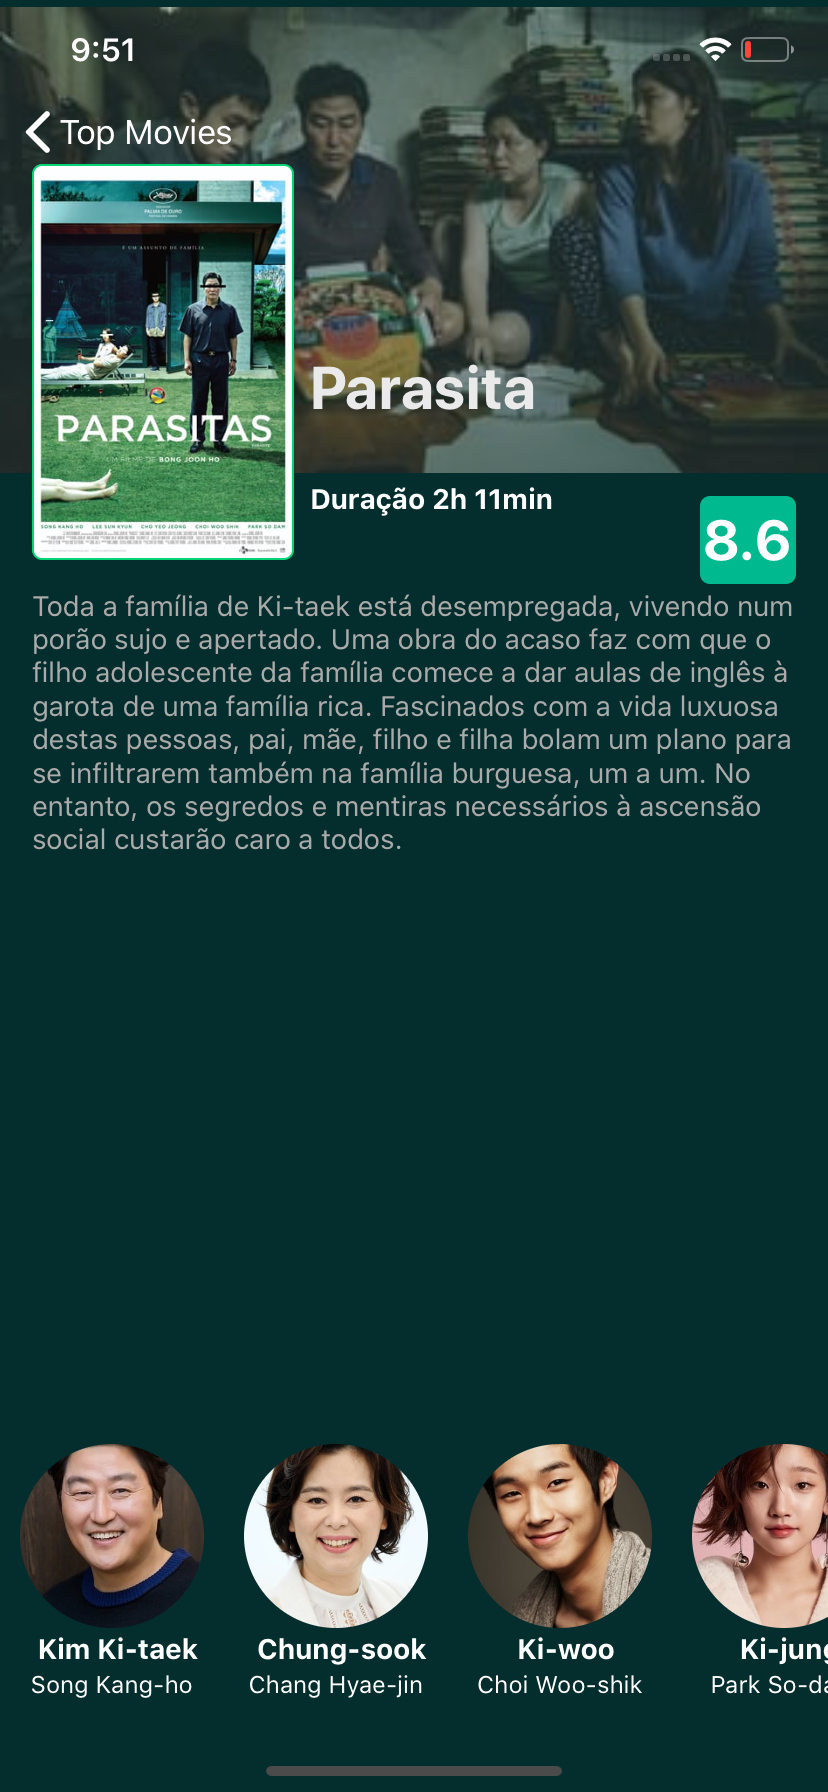 9:51
Top Movies
PALMA DE OURO
É UM ASSUNTO DE FAMÍLIA
PARASITAS
UM FILME DE BONG JOON HO
SONG KANG HO LEE SUN KYUN CHO YEO JEONG CHOI WOO SHIK PARK SO DAM
Parasita
Duração 2h 11min
8.6
Toda a família de Ki-taek está desempregada, vivendo num
porão sujo e apertado. Uma obra do acaso faz com que o
filho adolescente da família comece a dar aulas de inglês à
garota de uma família rica. Fascinados com a vida luxuosa
destas pessoas, pai, mãe, filho e filha bolam um plano para
se infiltrarem também na família burguesa, um a um. No
entanto, os segredos e mentiras necessários à ascensão
social custarão caro a todos.
Kim Ki-taek Chung-sook Ki-woo Ki-jung
Song Kang-ho Chang Hyae-jin Choi Woo-shik Park So-da